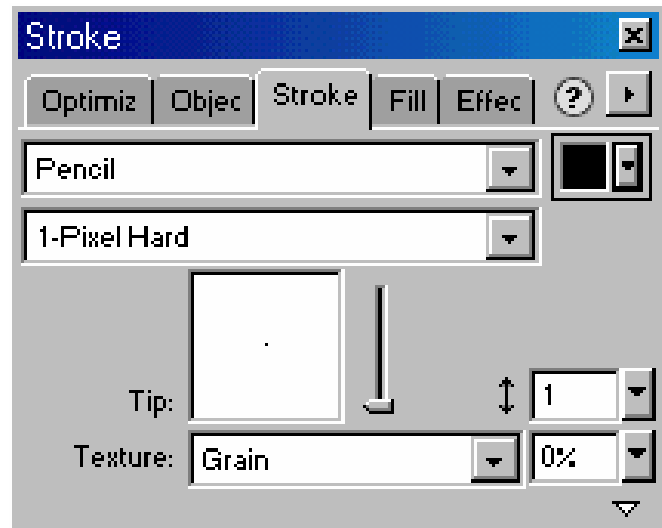 Stroke
Optimiz Objec Stroke Fill Effec ?
Pencil
1-Pixel Hard
Tip: 1
Texture: Grain 0%